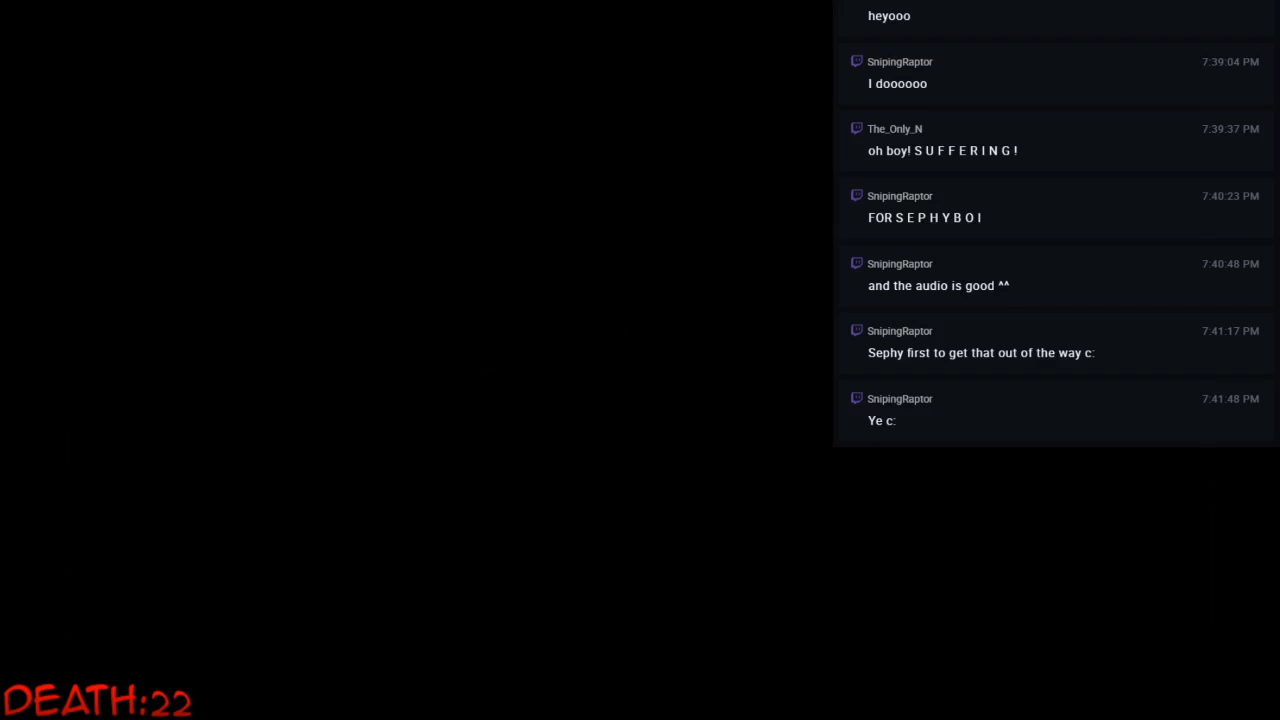 heyooo
SnipingRaptor 7:39:04 PM
I doooooo
The_Only_N 7:39:37 PM
oh boy! S U F F E R I N G !
SnipingRaptor 7:40:23 PM
FOR S E P H Y B O I
SnipingRaptor 7:40:48 PM
and the audio is good ^^
SnipingRaptor 7:41:17 PM
Sephy first to get that out of the way c:
SnipingRaptor 7:41:48 PM
Ye c:
DEATH:22